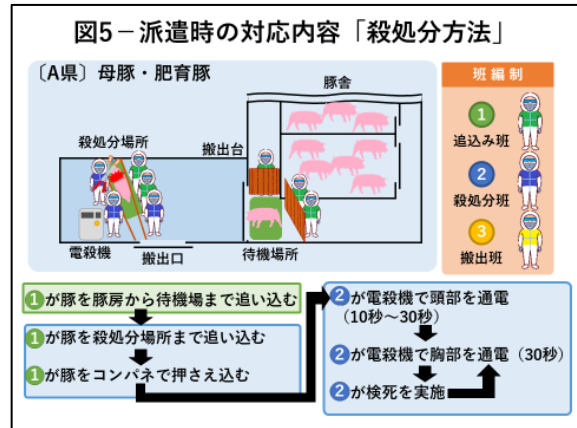 図5－派遣時の対応内容「殺処分方法」
〔A県〕母豚・肥育豚
豚舎
殺処分場所
搬出台
電殺機
搬出口
待機場所
班編制
1
追込み班
2
殺処分班
3
搬出班
1が豚を豚房から待機場まで追い込む
1が豚を殺処分場所まで追い込む
1が豚をコンパネで押さえ込む
2が電殺機で頭部を通電
（10秒～30秒）
2が電殺機で胸部を通電（30秒）
2が検死を実施